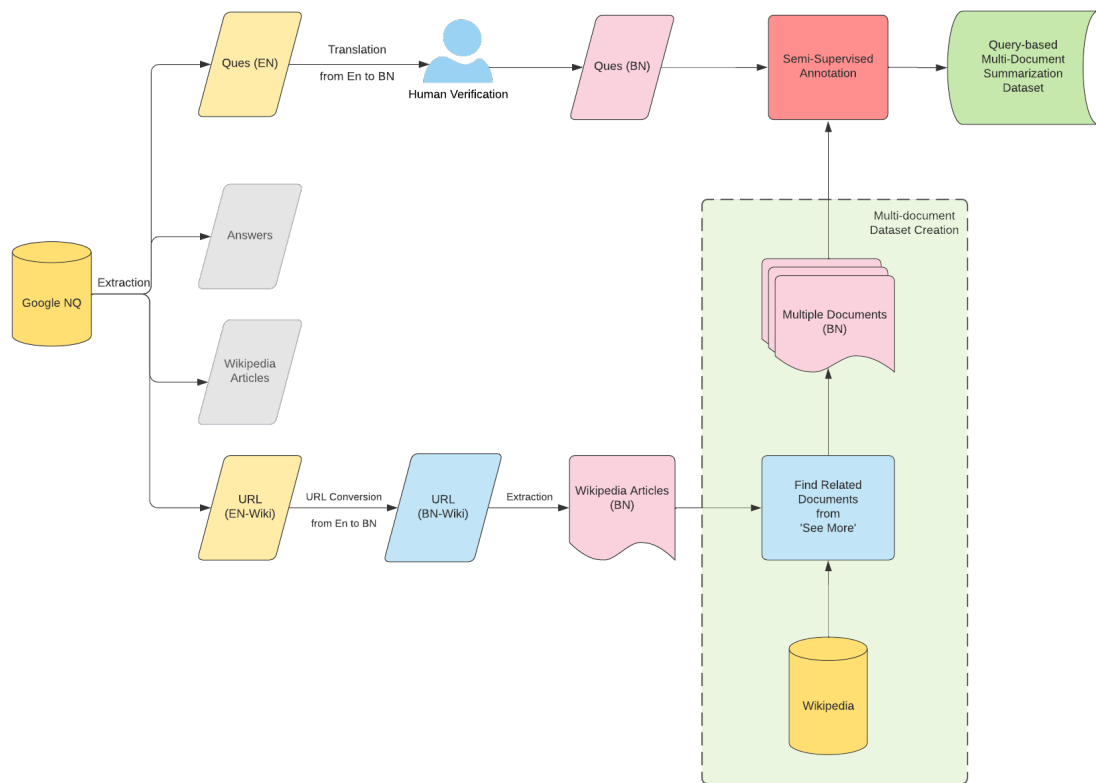 Ques (EN)
Translation
from En to BN
Human Verification
Ques (BN)
Semi-Supervised
Annotation
Query-based
Multi-Document
Summarization
Dataset
Answers
Multi-document
Dataset Creation
Google NQ
Extraction
Multiple Documents
(BN)
Wikipedia
Articles
URL
(EN-Wiki)
URL Conversion
from En to BN
URL
(BN-Wiki)
Extraction
Wikipedia Articles
(BN)
Find Related
Documents
from
'See More'
Wikipedia